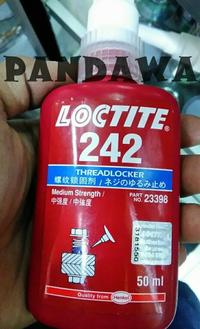 PANDAWA
LOCTITE
242
THREADLOCKER
螺纹锁固剂 / ネジのゆるみ止め
Medium Strength /
中强度 / 中強度
PART NO.
23398
50 ml
Quality from
Henkel